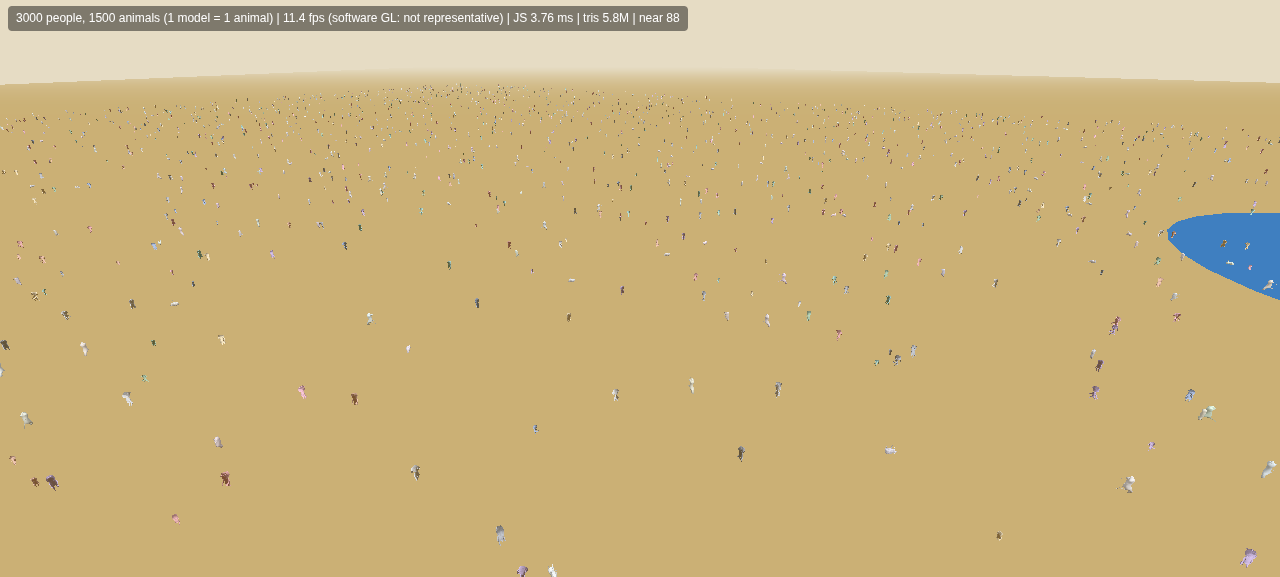 3000 people, 1500 animals (1 model = 1 animal) | 11.4 fps (software GL: not representative) | JS 3.76 ms | tris 5.8M | near 88